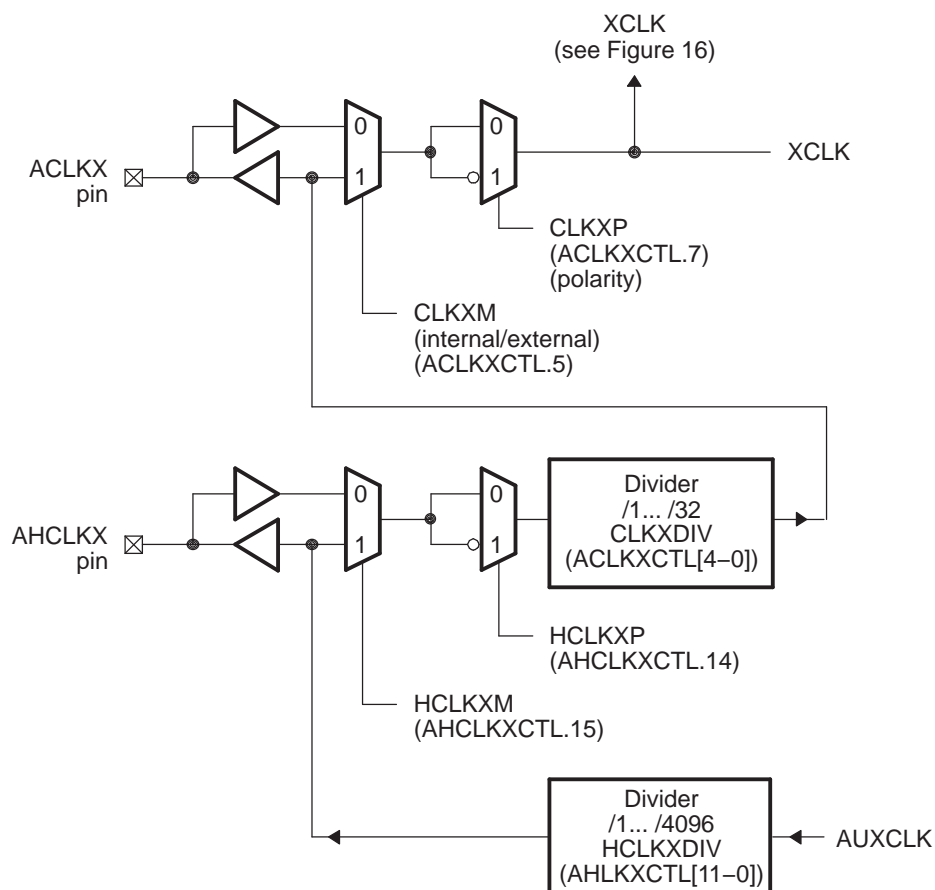 XCLK
(see Figure 16)
0
1
ACLKX
pin
0
1
XCLK
CLKXP
(ACLKXCTL.7)
(polarity)
CLKXM
(internal/external)
(ACLKXCTL.5)
0
1
AHCLKX
pin
0
1
Divider
/1... /32
CLKXDIV
(ACLKXCTL[4−0])
HCLKXP
(AHCLKXCTL.14)
HCLKXM
(AHCLKXCTL.15)
Divider
/1... /4096
HCLKXDIV
(AHLKXCTL[11−0])
AUXCLK